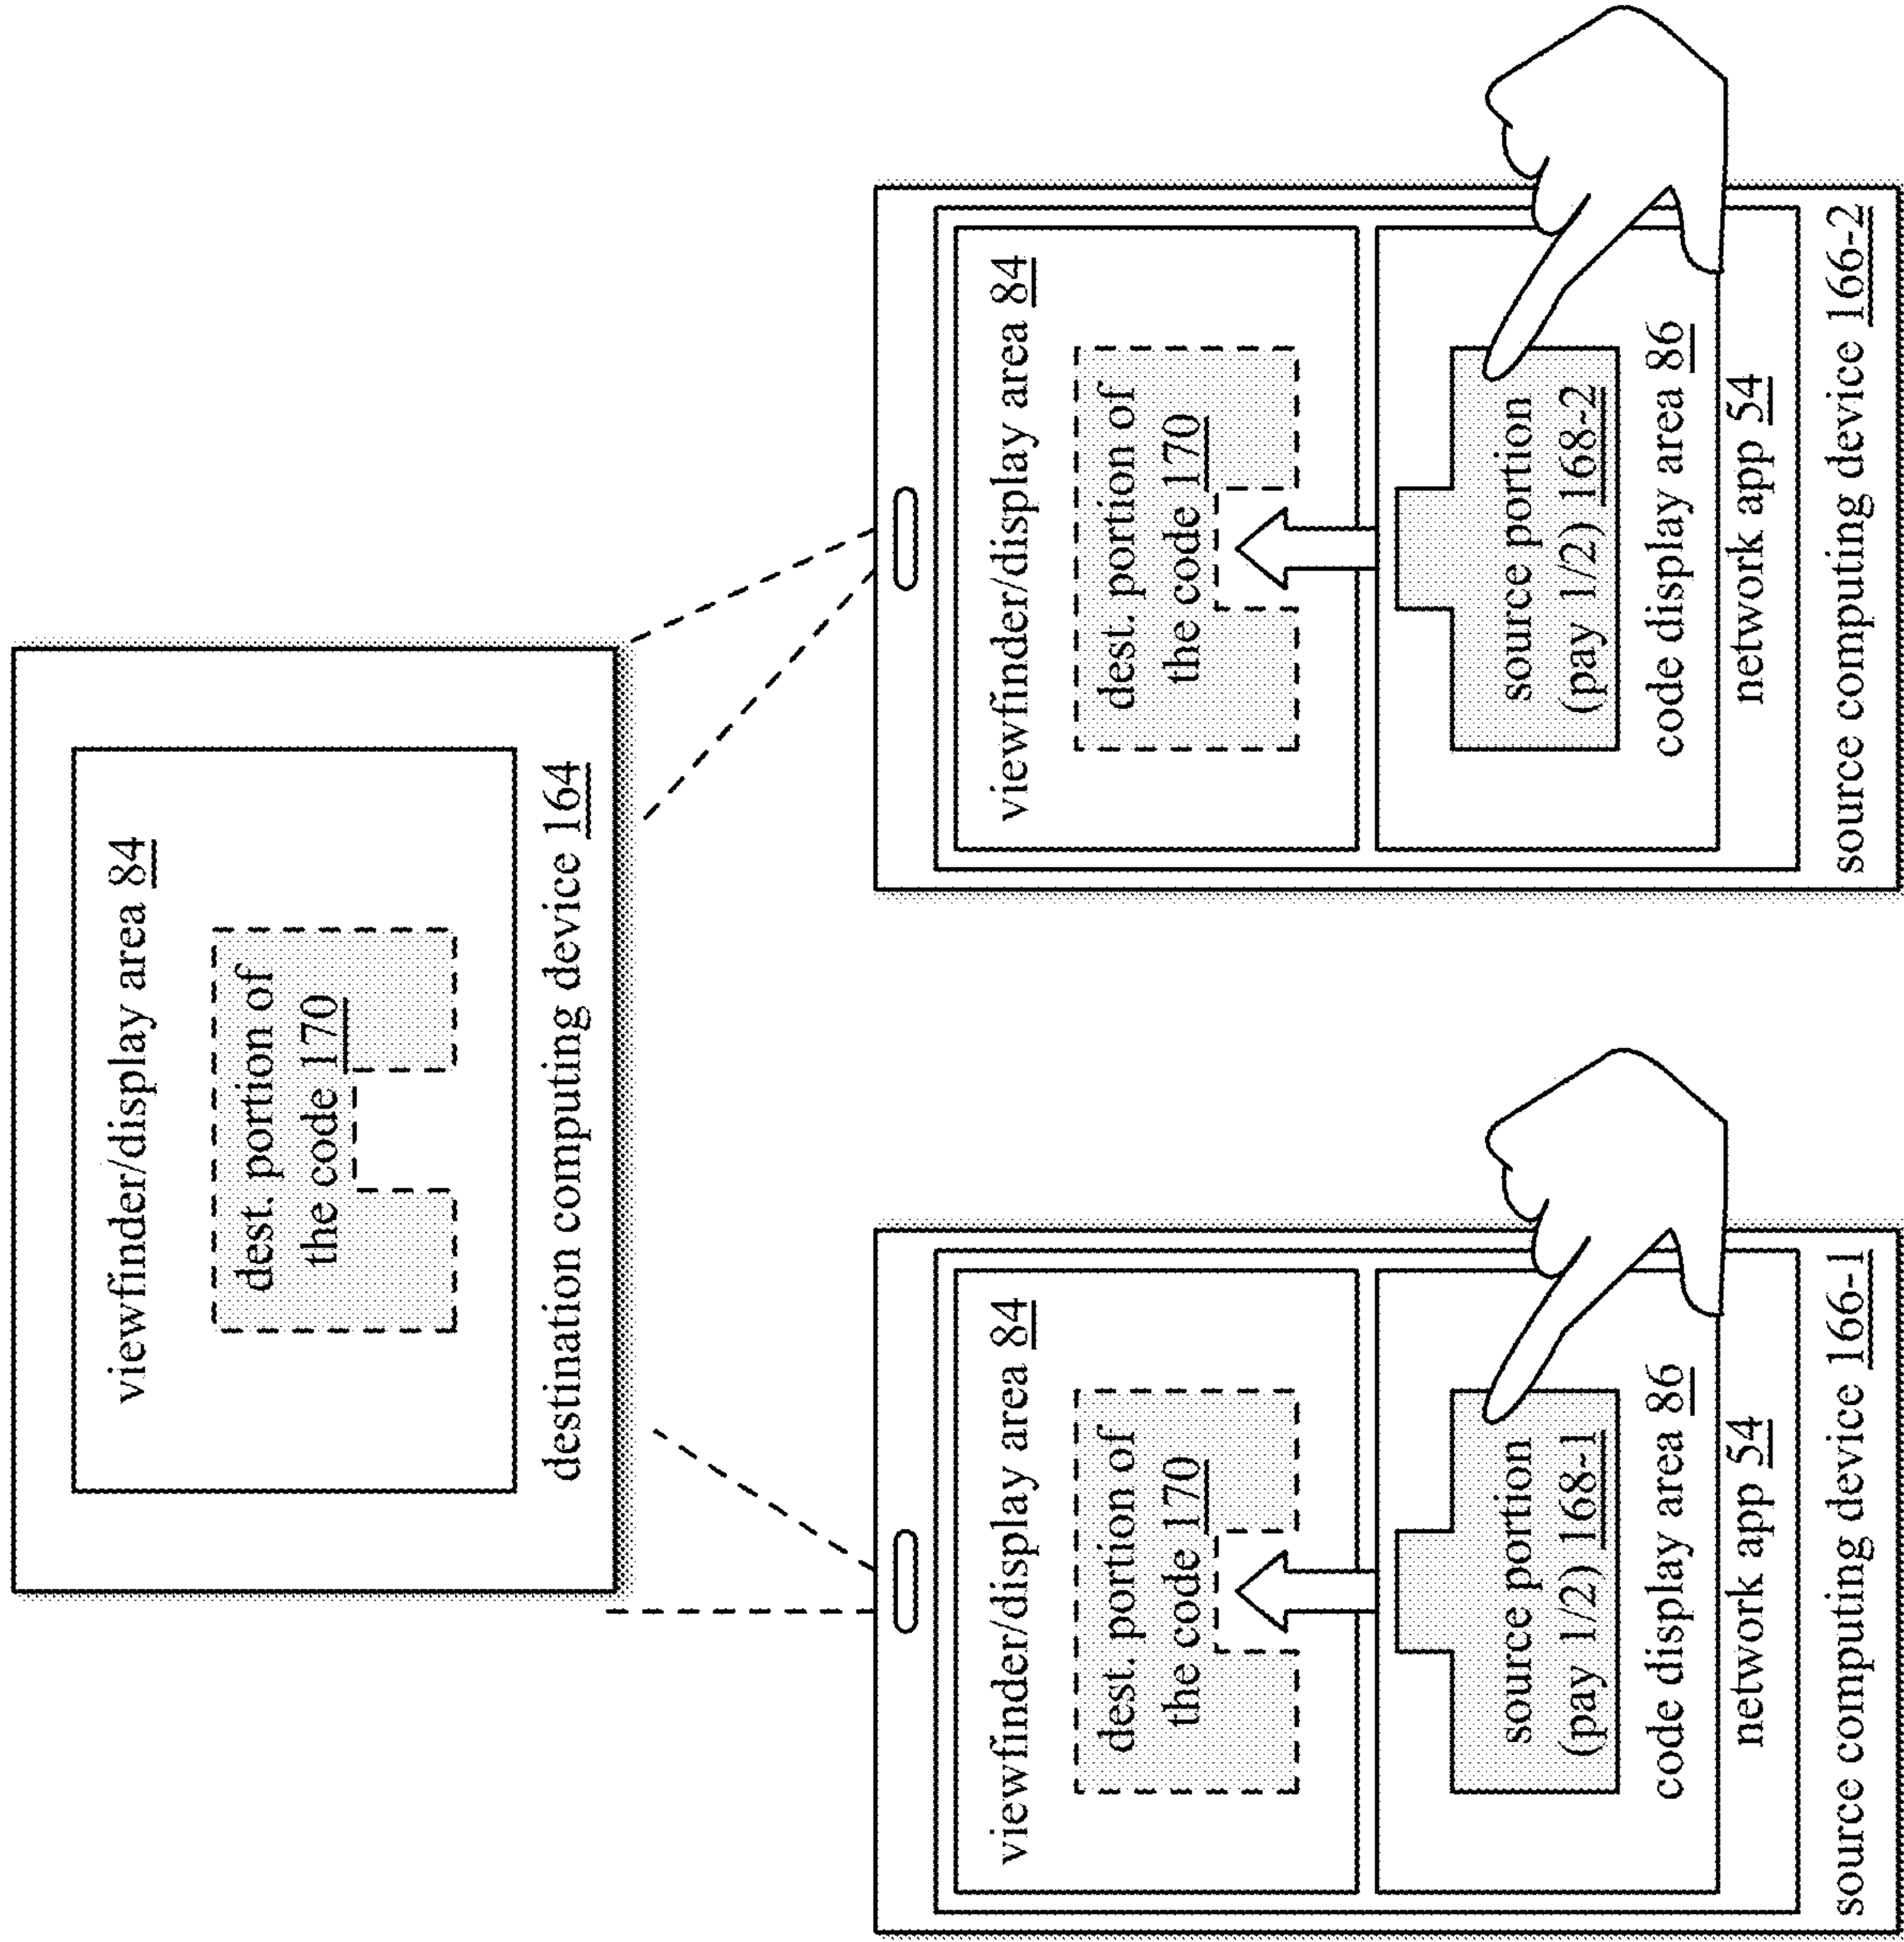 viewfinder/display area 84
dest. portion of
the code 170
destination computing device 164
viewfinder/display area 84
dest. portion of
the code 170
source portion
(pay 1/2) 168-1
code display area 86
network app 54
source computing device 166-1
viewfinder/display area 84
dest. portion of
the code 170
source portion
(pay 1/2) 168-2
code display area 86
network app 54
source computing device 166-2